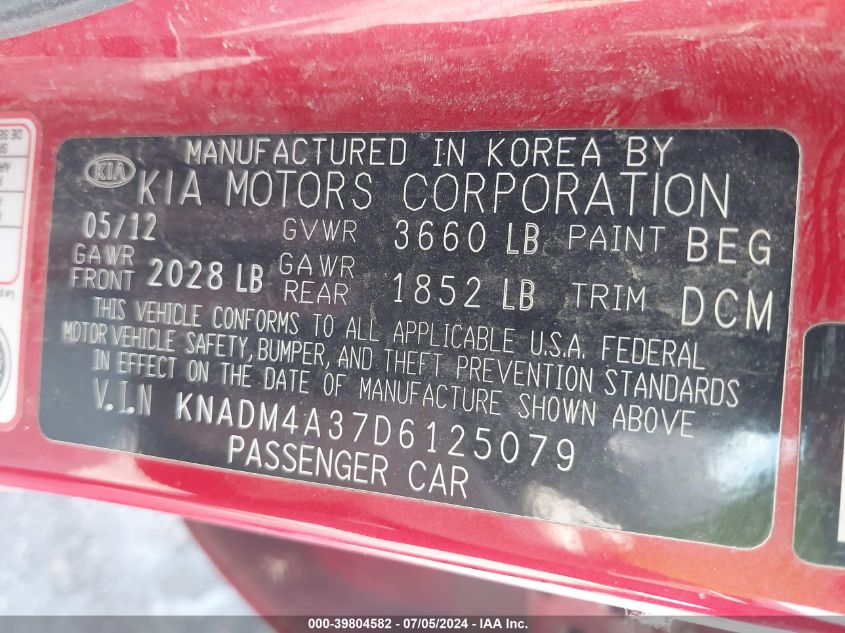 MANUFACTURED IN KOREA BY
KIA KIA MOTORS CORPORATION
05/12 GVWR 3660 LB PAINT BEG
GAWR FRONT 2028 LB GAWR REAR 1852 LB TRIM DCM
THIS VEHICLE CONFORMS TO ALL APPLICABLE U.S.A. FEDERAL
MOTOR VEHICLE SAFETY, BUMPER, AND THEFT PREVENTION STANDARDS
IN EFFECT ON THE DATE OF MANUFACTURE SHOWN ABOVE
V.I.N KNADM4A37D6125079
PASSENGER CAR
000-39804582 / 07/05/2024 - IAA Inc.